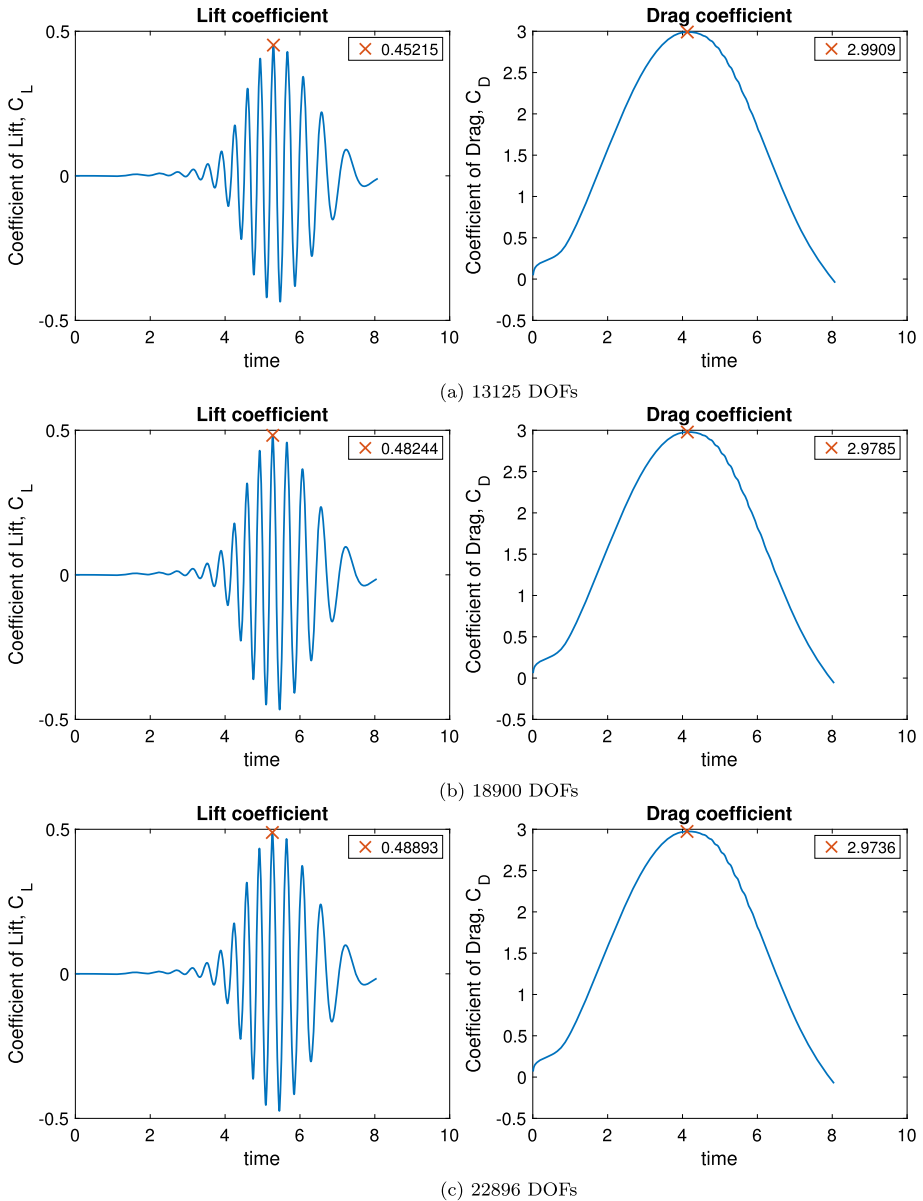 Lift coefficient
0.5
0
-0.5
Coefficient of Lift, C_L
0.45215
0 2 4 6 8 10
time
Drag coefficient
3
2.5
2
1.5
1
0.5
0
-0.5
Coefficient of Drag, C_D
2.9909
0 2 4 6 8 10
time
(a) 13125 DOFs
Lift coefficient
0.5
0
-0.5
Coefficient of Lift, C_L
0.48244
0 2 4 6 8 10
time
Drag coefficient
3
2.5
2
1.5
1
0.5
0
-0.5
Coefficient of Drag, C_D
2.9785
0 2 4 6 8 10
time
(b) 18900 DOFs
Lift coefficient
0.5
0
-0.5
Coefficient of Lift, C_L
0.48893
0 2 4 6 8 10
time
Drag coefficient
3
2.5
2
1.5
1
0.5
0
-0.5
Coefficient of Drag, C_D
2.9736
0 2 4 6 8 10
time
(c) 22896 DOFs